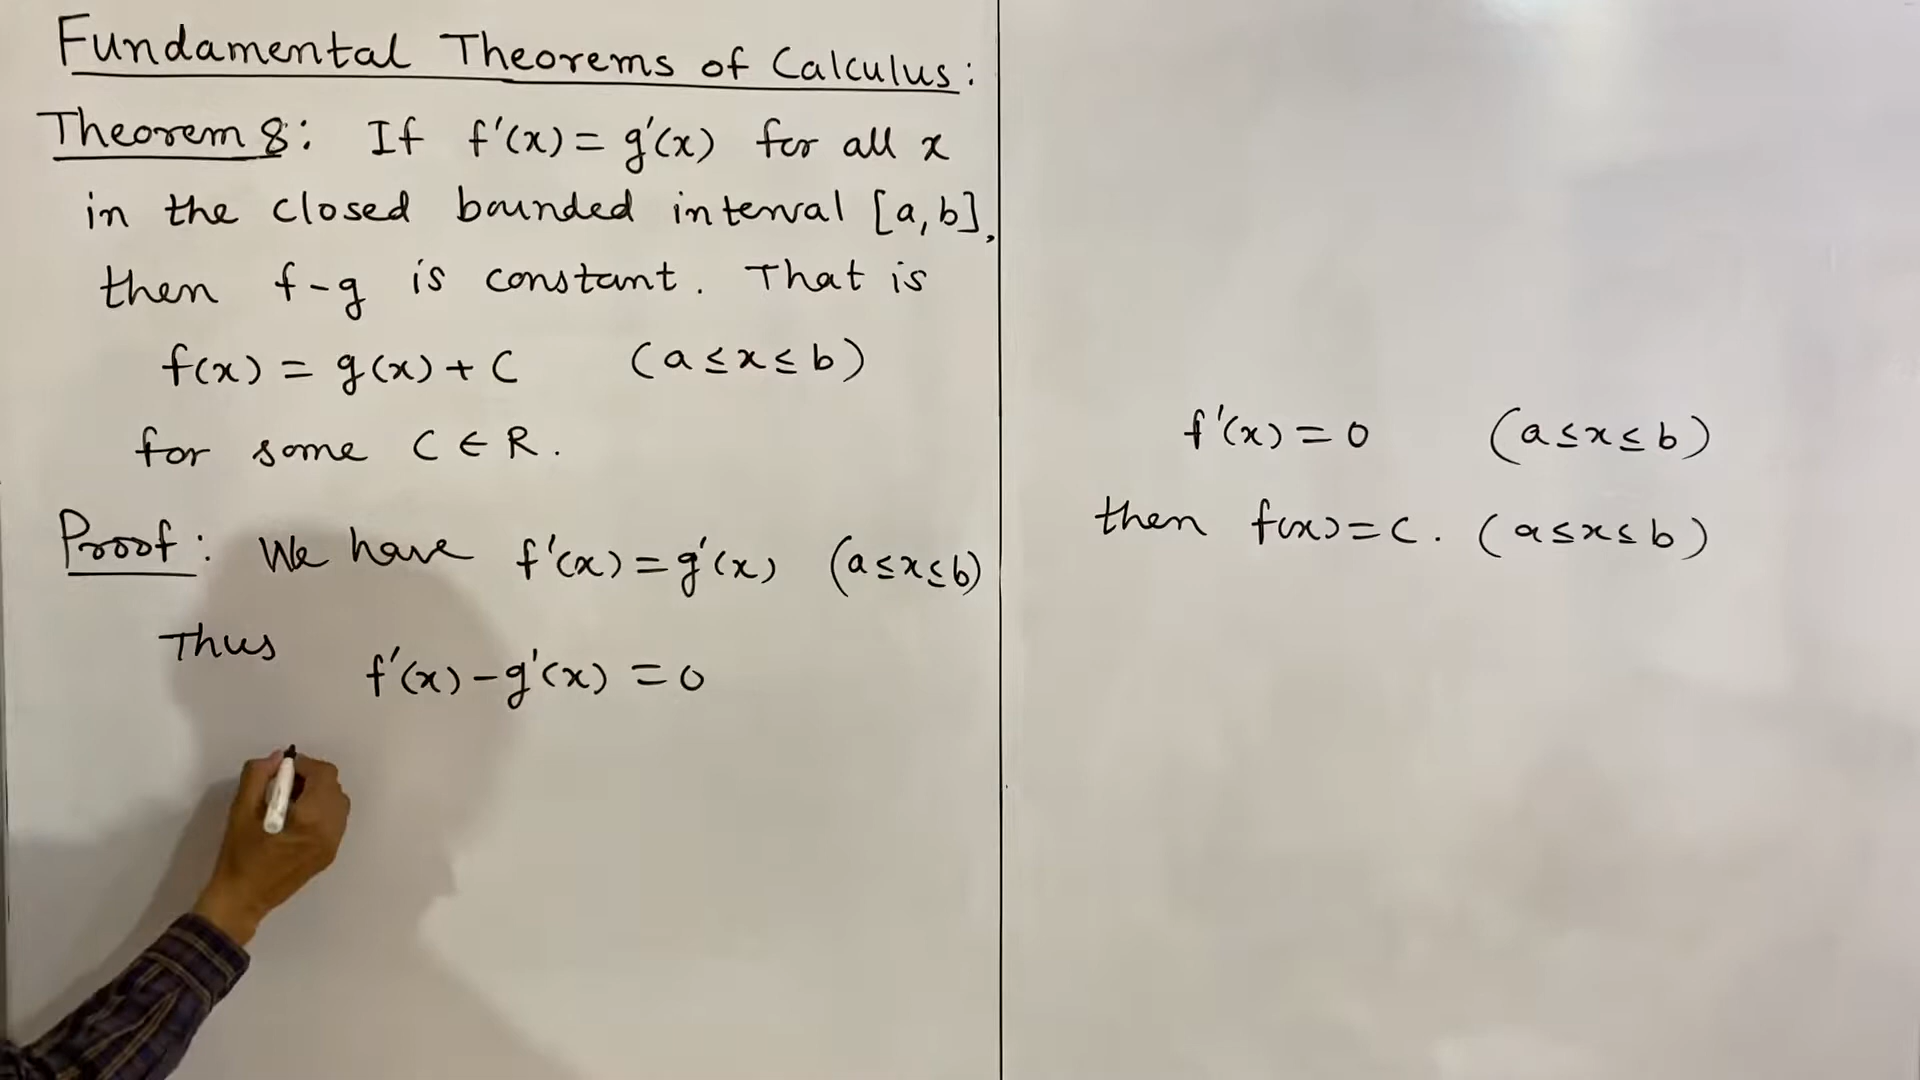 Fundamental Theorems of Calculus:
Theorem 8: If f'(x) = g'(x) for all x
in the closed bounded interval [a, b],
then f-g is constant. That is
f(x) = g(x) + C (a ≤ x ≤ b)
for some C ∈ R.
Proof: We have f'(x) = g'(x) (a ≤ x ≤ b)
Thus
f'(x) - g'(x) = 0
f'(x) = 0 (a ≤ x ≤ b)
then f(x) = C. (a ≤ x ≤ b)